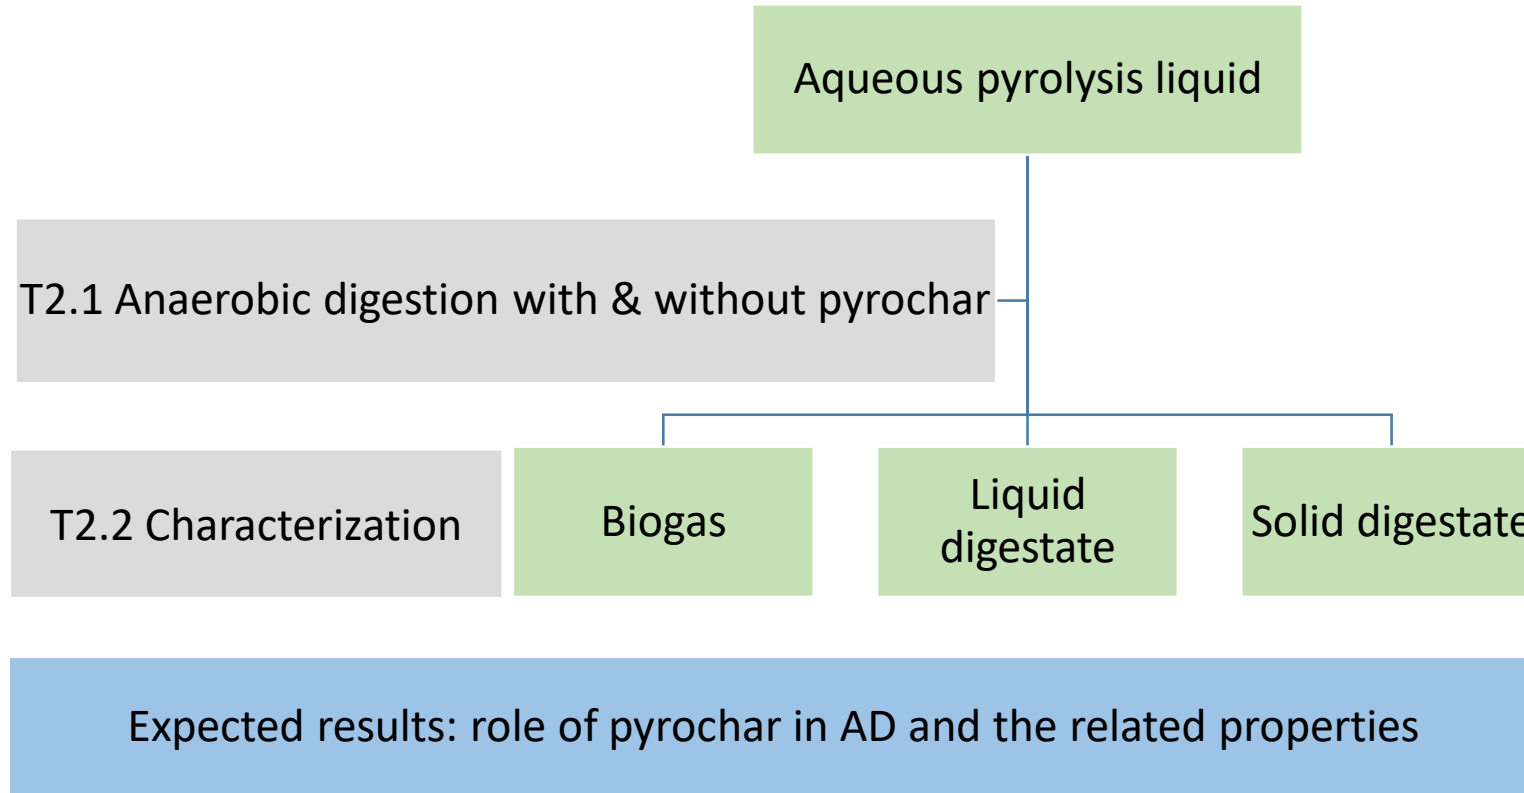 Aqueous pyrolysis liquid
T2.1 Anaerobic digestion with & without pyrochar
T2.2 Characterization
Biogas
Liquid
digestate
Solid digestate
Expected results: role of pyrochar in AD and the related properties